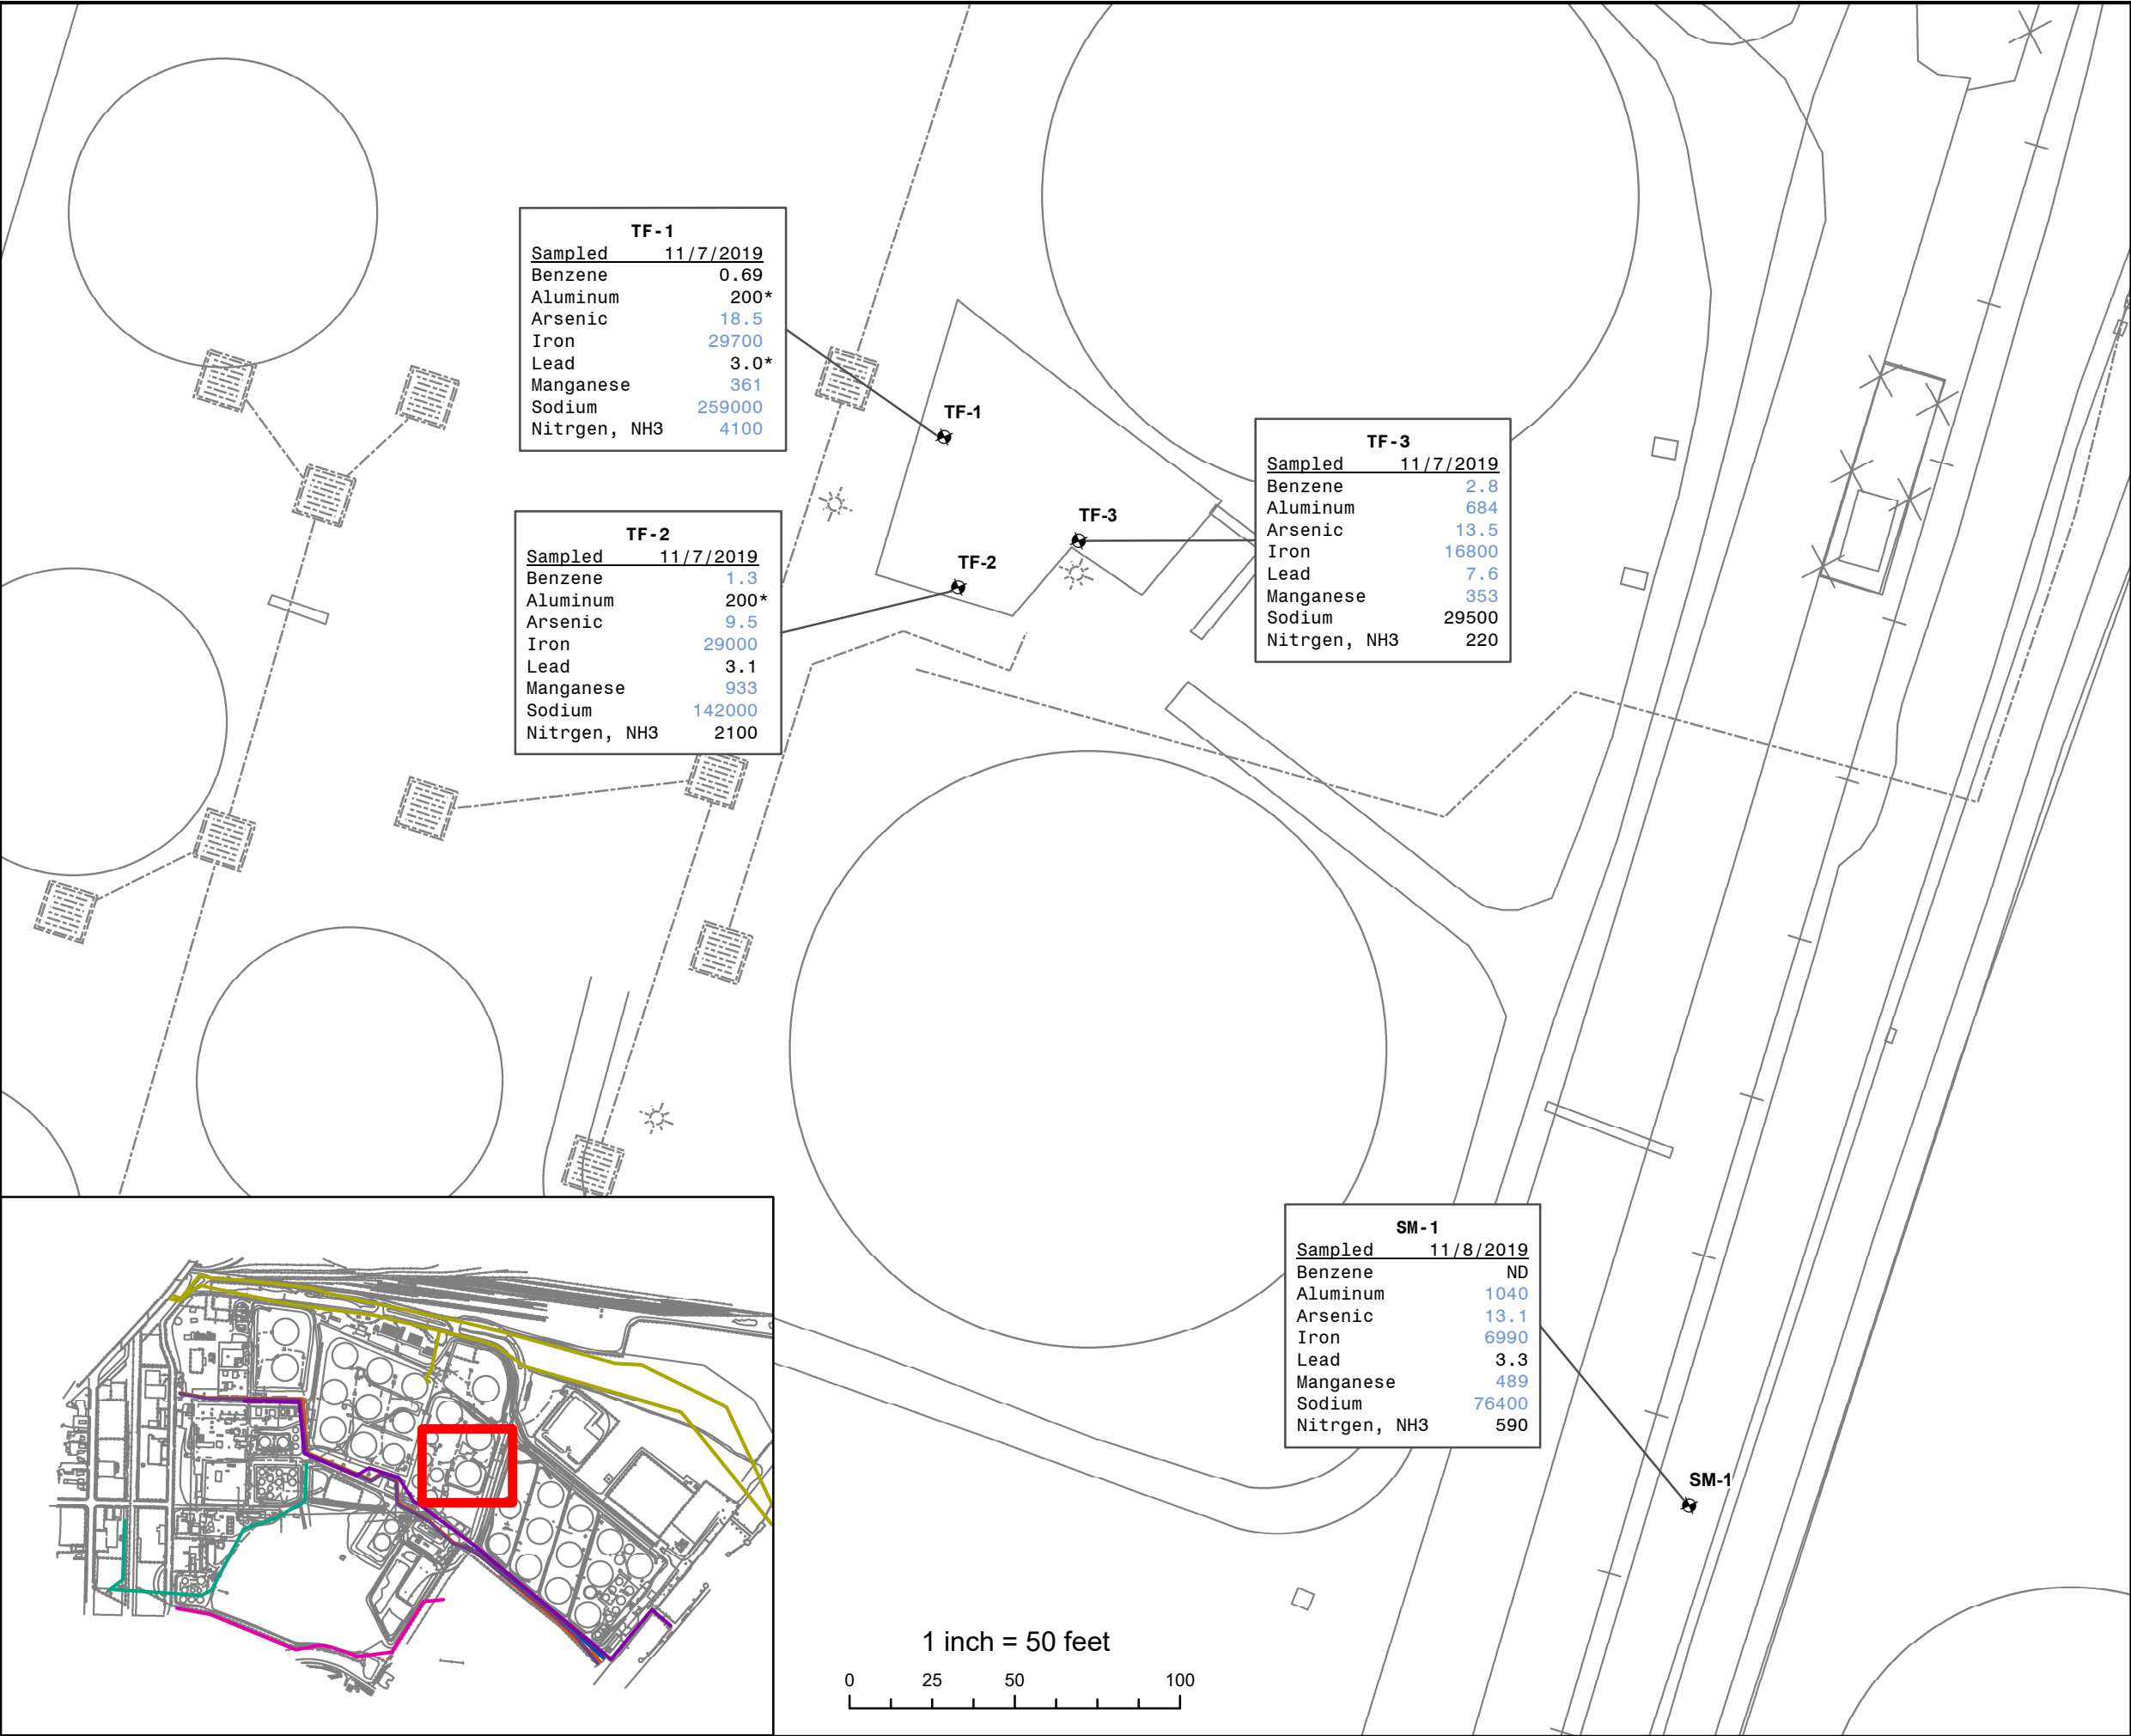 TF-1
Sampled 11/7/2019
Benzene 0.69
Aluminum 200*
Arsenic 18.5
Iron 29700
Lead 3.0*
Manganese 361
Sodium 259000
Nitrgen, NH3 4100
TF-1
TF-3
Sampled 11/7/2019
Benzene 2.8
Aluminum 684
Arsenic 13.5
Iron 16800
Lead 7.6
Manganese 353
Sodium 29500
Nitrgen, NH3 220
TF-3
TF-2
Sampled 11/7/2019
Benzene 1.3
Aluminum 200*
Arsenic 9.5
Iron 29000
Lead 3.1
Manganese 933
Sodium 142000
Nitrgen, NH3 2100
TF-2
SM-1
Sampled 11/8/2019
Benzene ND
Aluminum 1040
Arsenic 13.1
Iron 6990
Lead 3.3
Manganese 489
Sodium 76400
Nitrgen, NH3 590
SM-1
1 inch = 50 feet
0 25 50 100